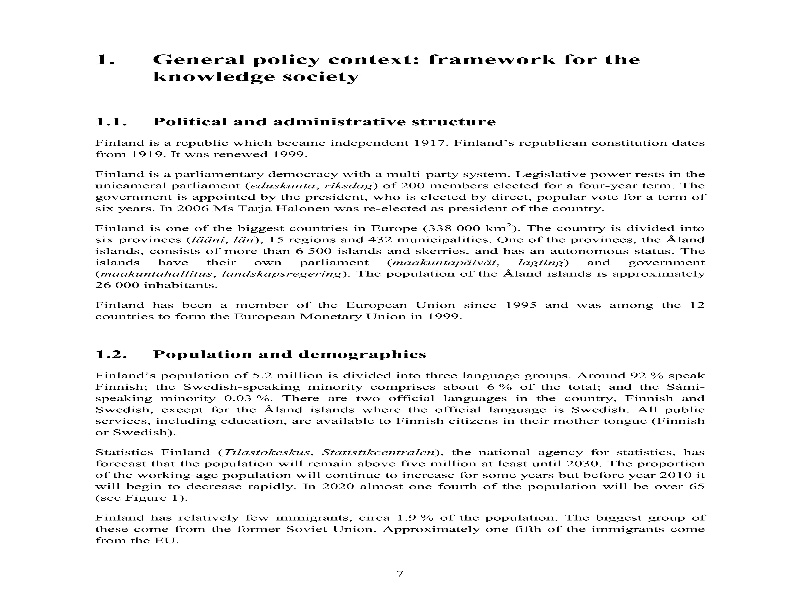 1. General policy context: framework for the
knowledge society
1.1. Political and administrative structure
Finland is a republic which became independent 1917. Finland's republican constitution dates
from 1919. It was renewed 1999.
Finland is a parliamentary democracy with a multi party system. Legislative power rests in the
unicameral parliament (eduskunta, riksdag) of 200 members elected for a four-year term. The
government is appointed by the president, who is elected by direct, popular vote for a term of
six years. In 2006 Ms Tarja Halonen was re-elected as president of the country.
Finland is one of the biggest countries in Europe (338 000 km²). The country is divided into
six provinces (lääni, län), 15 regions and 432 municipalities. One of the provinces, the Åland
islands, consists of more than 6 500 islands and skerries, and has an autonomous status. The
islands have their own parliament (maakuntapäivät, lagting) and government
(maakuntahallitus, landskapsregering). The population of the Åland islands is approximately
26 000 inhabitants.
Finland has been a member of the European Union since 1995 and was among the 12
countries to form the European Monetary Union in 1999.
1.2. Population and demographics
Finland's population of 5.2 million is divided into three language groups. Around 92 % speak
Finnish; the Swedish-speaking minority comprises about 6 % of the total; and the Sámi-
speaking minority 0.03 %. There are two official languages in the country, Finnish and
Swedish, except for the Åland islands where the official language is Swedish. All public
services, including education, are available to Finnish citizens in their mother tongue (Finnish
or Swedish).
Statistics Finland (Tilastokeskus, Statistikcentralen), the national agency for statistics, has
forecast that the population will remain above five million at least until 2030. The proportion
of the working age population will continue to increase for some years but before year 2010 it
will begin to decrease rapidly. In 2020 almost one fourth of the population will be over 65
(see Figure 1).
Finland has relatively few immigrants, circa 1.9 % of the population. The biggest group of
these come from the former Soviet Union. Approximately one fifth of the immigrants come
from the EU.
7